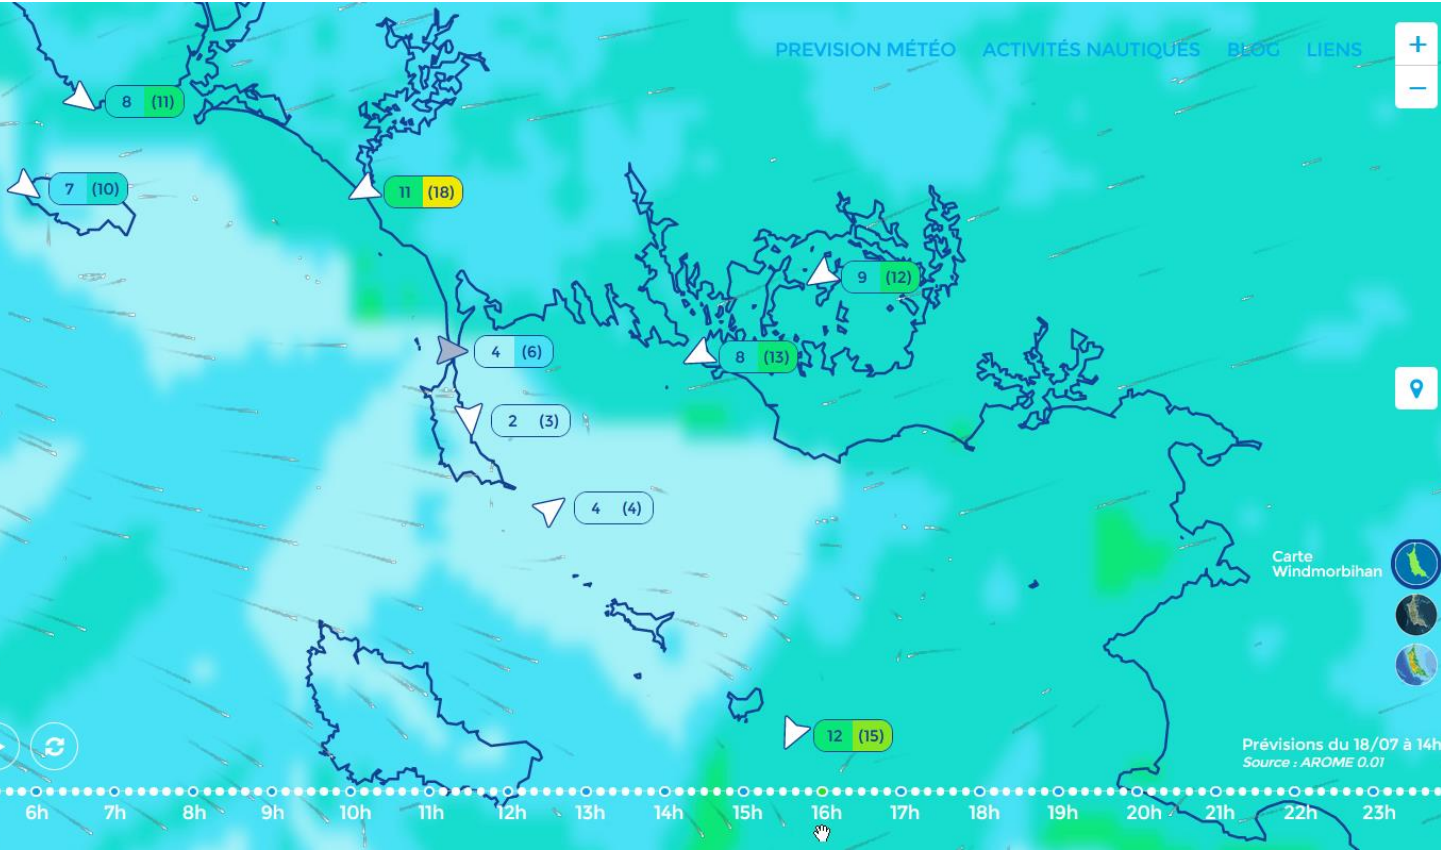 PREVISION MÉTÉO ACTIVITÉS NAUTIQUES BLOG LIENS
+
−
8 (11)
7 (10)
11 (18)
9 (12)
4 (6)
8 (13)
2 (3)
4 (4)
Carte
Windmorbihan
12 (15)
Prévisions du 18/07 à 14h
Source : AROME 0.01
6h 7h 8h 9h 10h 11h 12h 13h 14h 15h 16h 17h 18h 19h 20h 21h 22h 23h